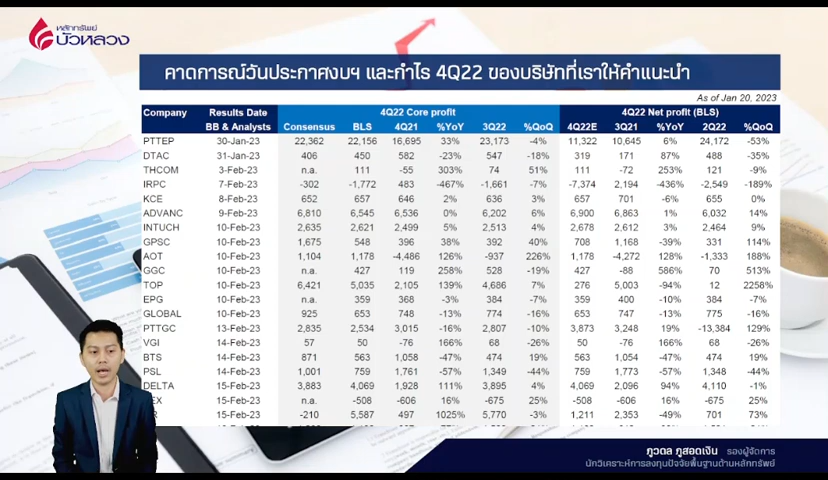 หลักทรัพย์
บัวหลวง
คาดการณ์วันประกาศงบฯ และกำไร 4Q22 ของบริษัทที่เราให้คำแนะนำ
As of Jan 20, 2023
Company Results Date 4Q22 Core profit 4Q22 Net profit (BLS)
BB & Analysts Consensus BLS 4Q21 %YoY 3Q22 %QoQ 4Q22E 3Q21 %YoY 2Q22 %QoQ
PTTEP 30-Jan-23 22,362 22,156 16,695 33% 23,173 -4% 11,322 10,645 6% 24,172 -53%
DTAC 31-Jan-23 406 450 582 -23% 547 -18% 319 171 87% 488 -35%
THCOM 3-Feb-23 n.a. 111 -55 303% 74 51% 111 -72 253% 121 -9%
IRPC 7-Feb-23 -302 -1,772 483 -467% -1,661 -7% -7,374 2,194 -436% -2,549 -189%
KCE 8-Feb-23 652 657 646 2% 636 3% 657 701 -6% 655 0%
ADVANC 9-Feb-23 6,810 6,545 6,536 0% 6,202 6% 6,900 6,863 1% 6,032 14%
INTUCH 10-Feb-23 2,635 2,621 2,499 5% 2,513 4% 2,678 2,612 3% 2,464 9%
GPSC 10-Feb-23 1,675 548 396 38% 392 40% 708 1,168 -39% 331 114%
AOT 10-Feb-23 1,104 1,178 -4,486 126% -937 226% 1,178 -4,272 128% -1,333 188%
GGC 10-Feb-23 n.a. 427 119 258% 528 -19% 427 -88 586% 70 513%
TOP 10-Feb-23 6,421 5,035 2,105 139% 4,686 7% 276 5,003 -94% 12 2258%
EPG 10-Feb-23 n.a. 359 368 -3% 384 -7% 359 400 -10% 384 -7%
GLOBAL 10-Feb-23 925 653 748 -13% 774 -16% 653 747 -13% 775 -16%
PTTGC 13-Feb-23 2,835 2,534 3,015 -16% 2,807 -10% 3,873 3,248 19% -13,384 129%
VGI 14-Feb-23 57 50 -76 166% 68 -26% 50 -76 166% 68 -26%
BTS 14-Feb-23 871 563 1,058 -47% 474 19% 563 1,054 -47% 474 19%
PSL 14-Feb-23 1,001 759 1,761 -57% 1,349 -44% 759 1,773 -57% 1,348 -44%
DELTA 15-Feb-23 3,883 4,069 1,928 111% 3,895 4% 4,069 2,096 94% 4,110 -1%
EX 15-Feb-23 n.a. -508 -606 16% -675 25% -508 -606 16% -675 25%
15-Feb-23 -210 5,587 497 1025% 5,770 -3% 1,211 2,353 -49% 701 73%
ภูวดล ภูสอดเงิน รองผู้จัดการ
นักวิเคราะห์การลงทุนปัจจัยพื้นฐานด้านหลักทรัพย์